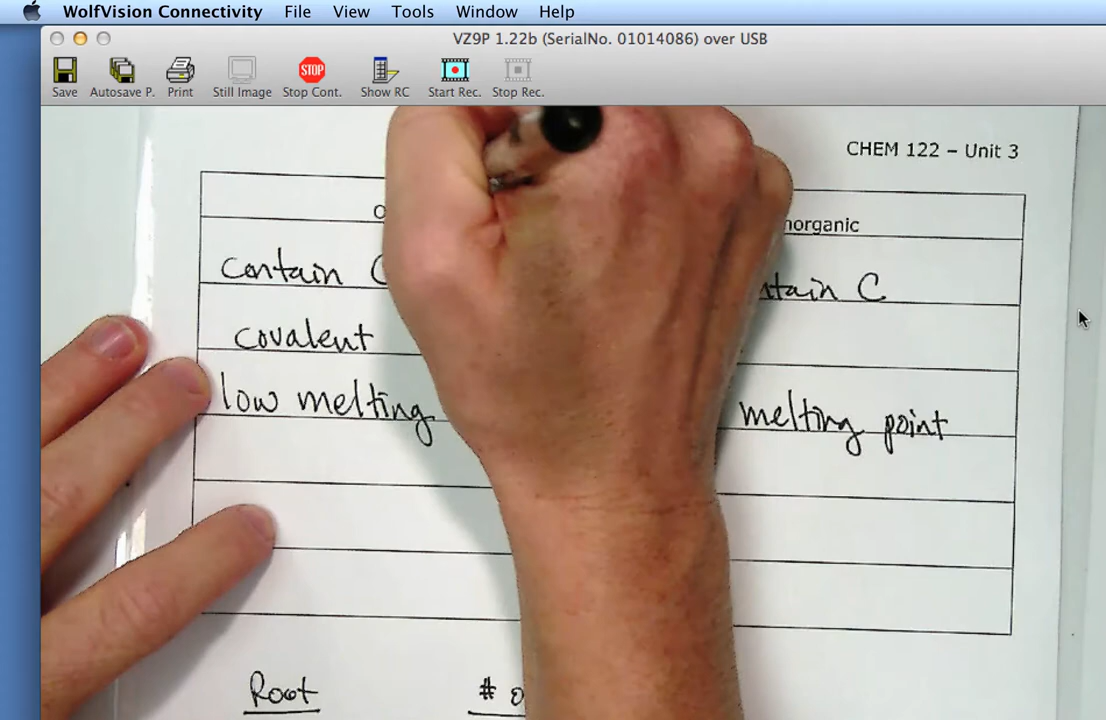 WolfVision Connectivity File View Tools Window Help
VZ9P 1.22b (SerialNo. 01014086) over USB
Save Autosave P. Print Still Image Stop Cont. Show RC Start Rec. Stop Rec.
STOP
CHEM 122 – Unit 3
contain C
C
covalent
low melting
melting point
Root #